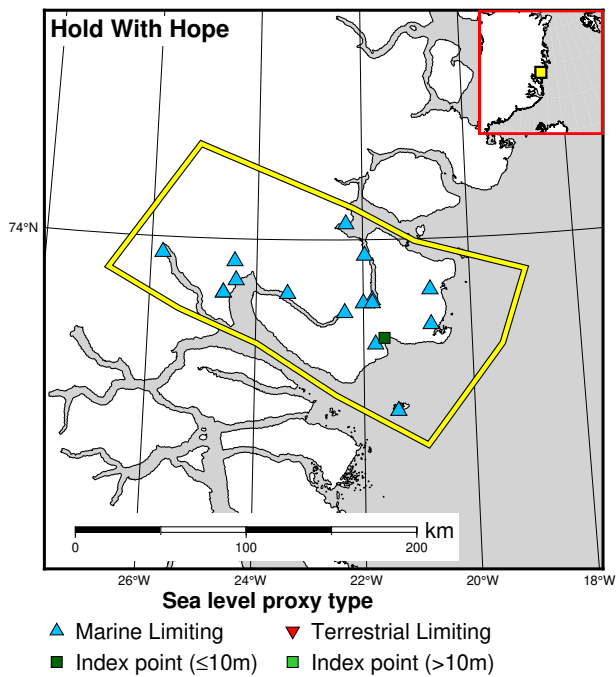 Hold With Hope
74°N
km
0 100 200
26°W 24°W 22°W 20°W 18°W
Sea level proxy type
Marine Limiting Terrestrial Limiting
Index point (≤10m) Index point (>10m)